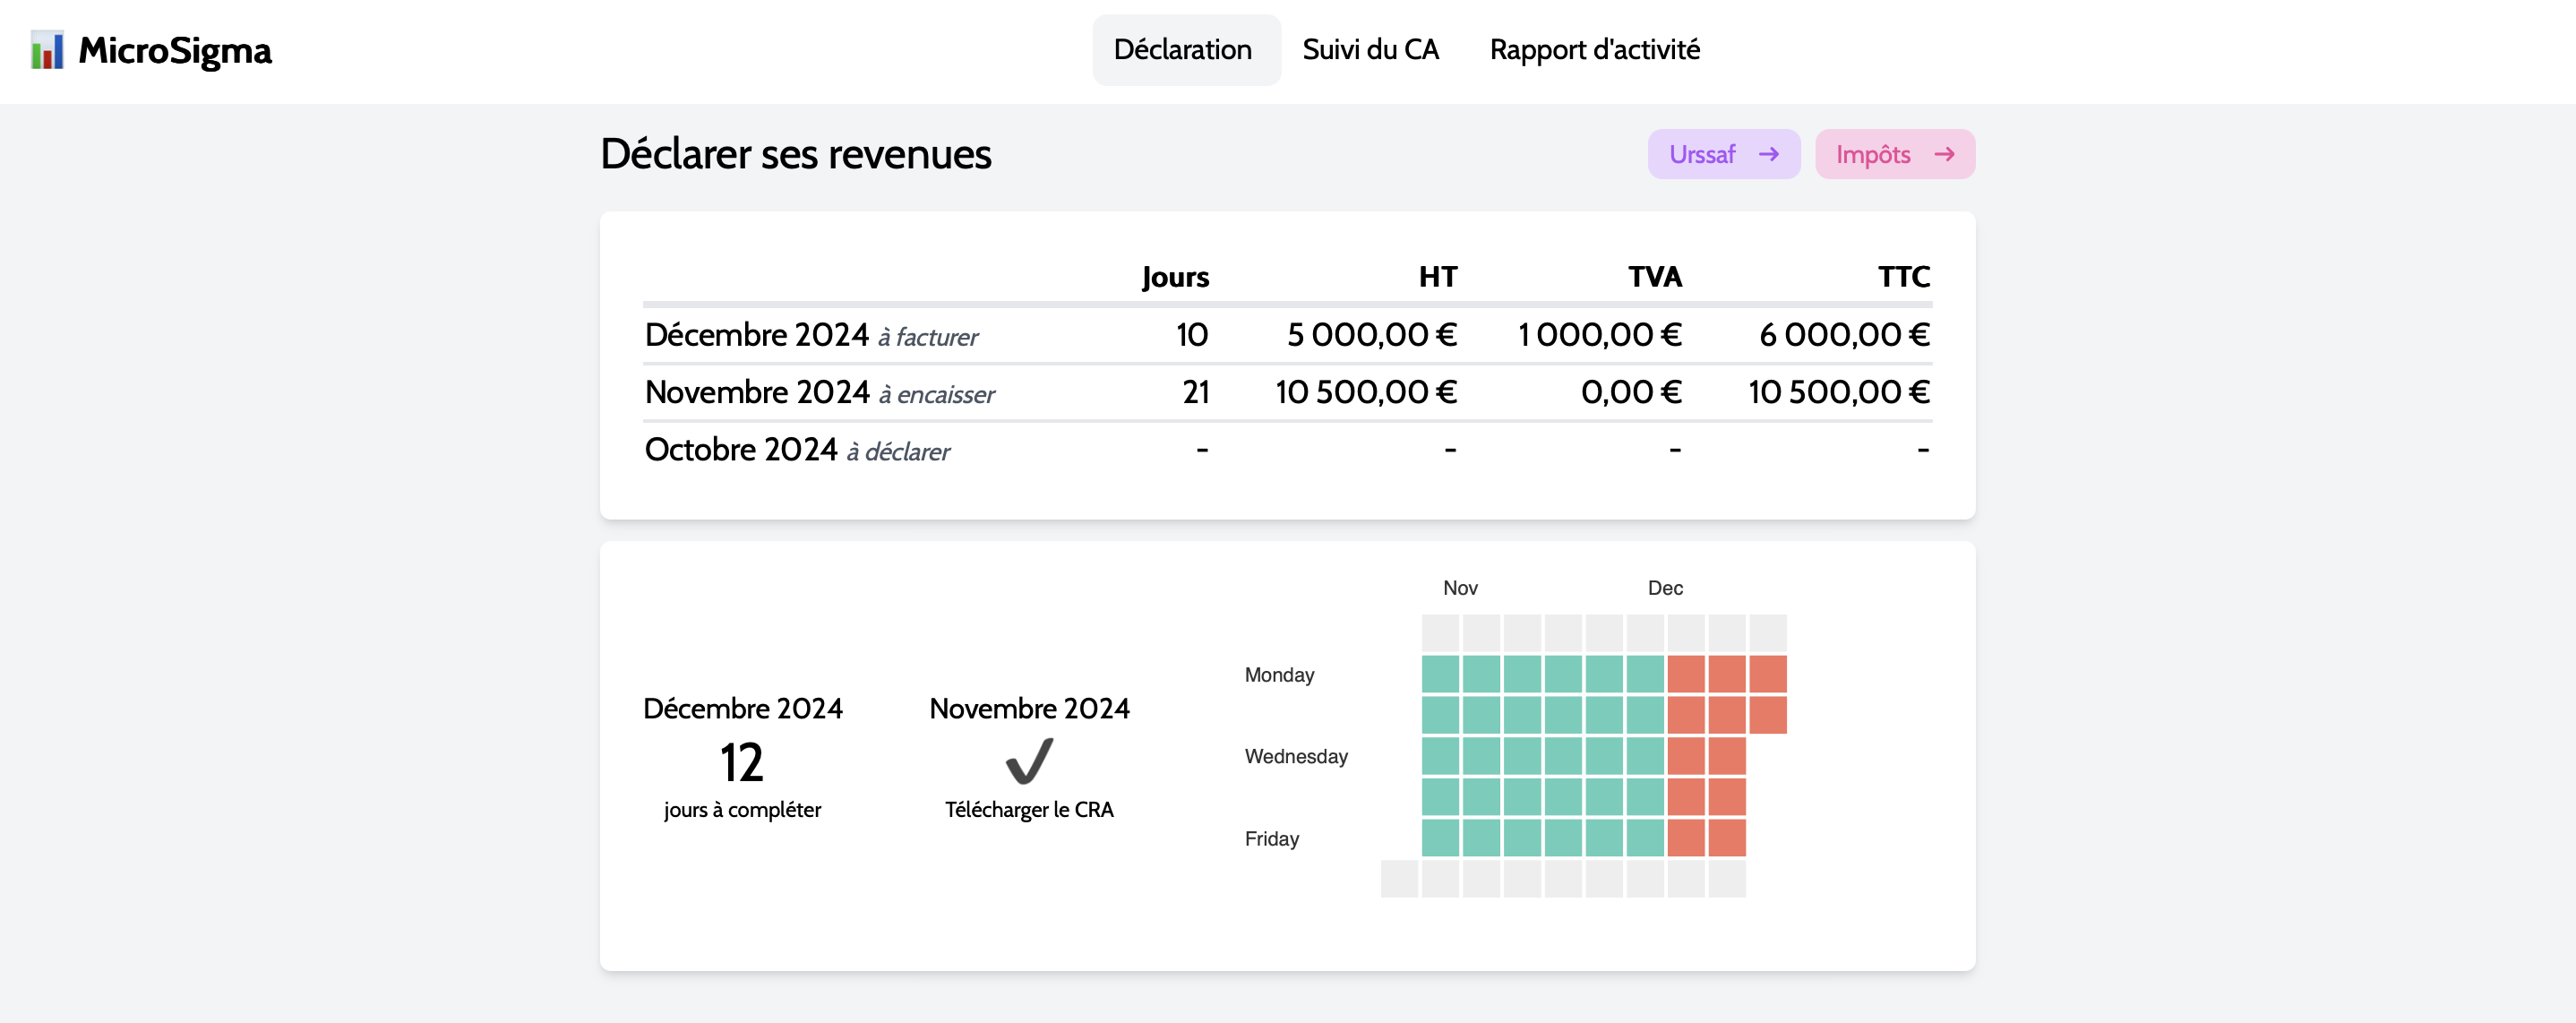 MicroSigma
Déclaration Suivi du CA Rapport d'activité
Déclarer ses revenues
Urssaf → Impôts →
Jours HT TVA TTC
Décembre 2024 à facturer 10 5 000,00 € 1 000,00 € 6 000,00 €
Novembre 2024 à encaisser 21 10 500,00 € 0,00 € 10 500,00 €
Octobre 2024 à déclarer - - - -
Décembre 2024
12
jours à compléter
Novembre 2024
✔
Télécharger le CRA
Nov Dec
Monday
Wednesday
Friday